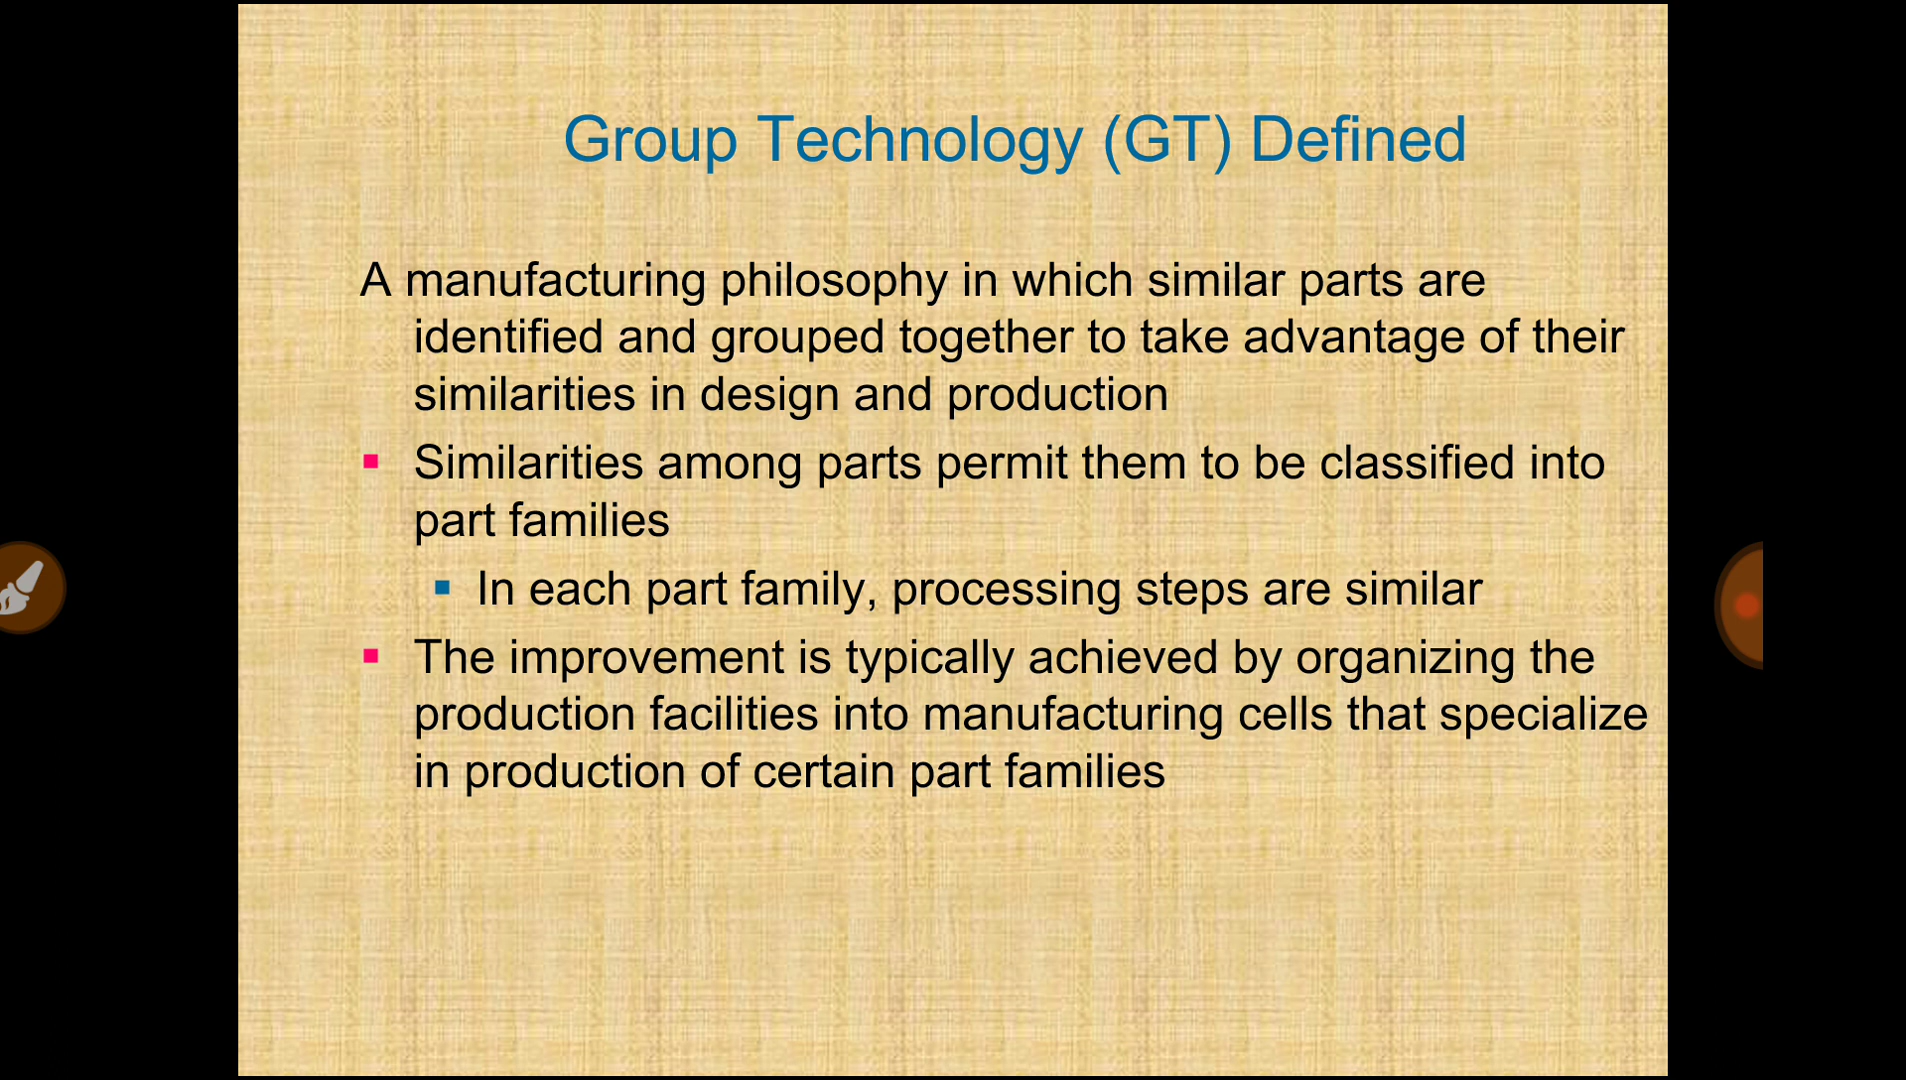 Group Technology (GT) Defined
A manufacturing philosophy in which similar parts are
identified and grouped together to take advantage of their
similarities in design and production
Similarities among parts permit them to be classified into
part families
In each part family, processing steps are similar
The improvement is typically achieved by organizing the
production facilities into manufacturing cells that specialize
in production of certain part families